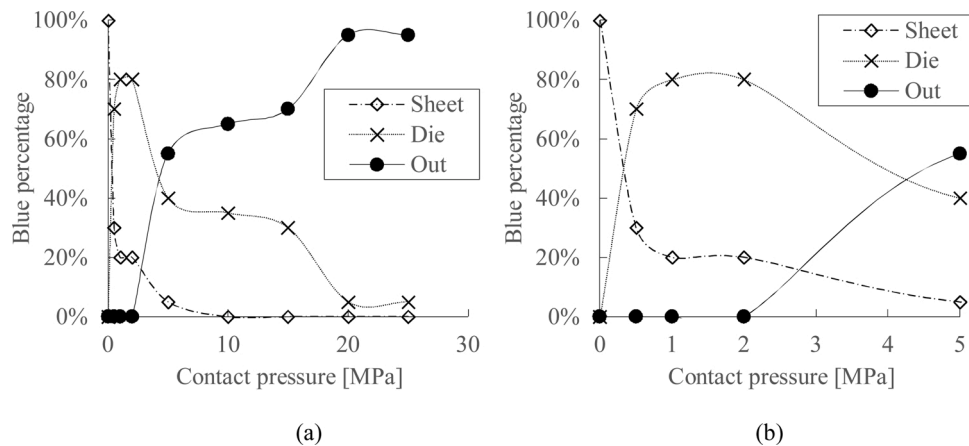 100%
80%
60%
40%
20%
0%
Blue percentage
Sheet
Die
Out
0 10 20 30
Contact pressure [MPa]
(a)
100%
80%
60%
40%
20%
0%
Blue percentage
Sheet
Die
Out
0 1 2 3 4 5
Contact pressure [MPa]
(b)